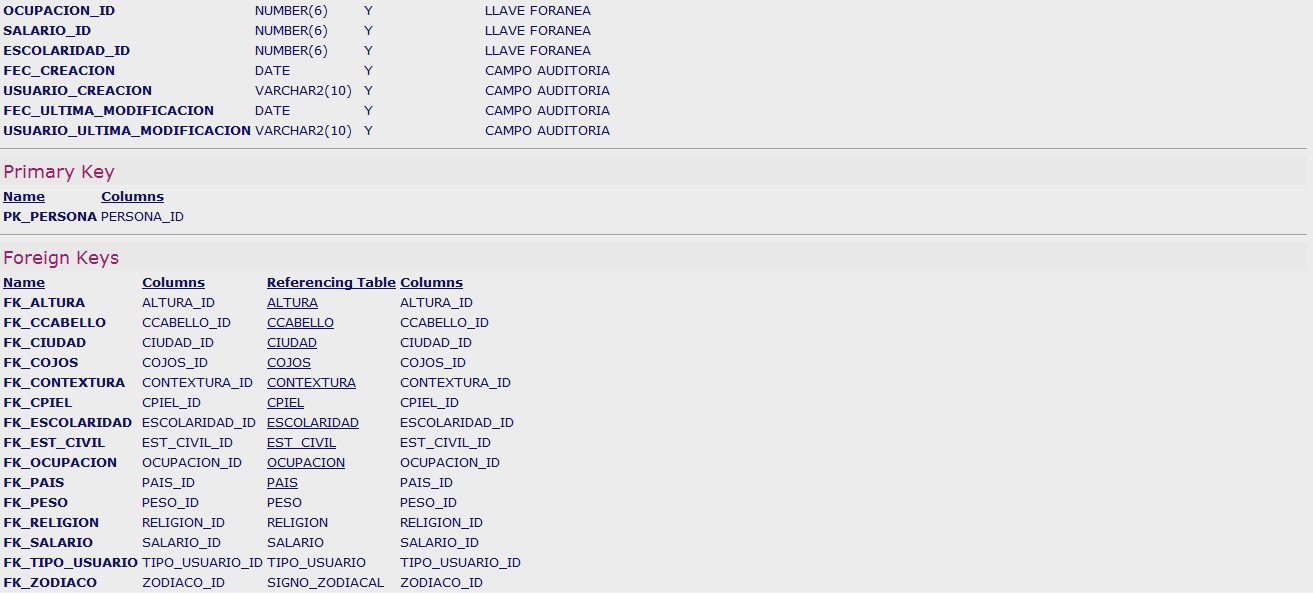 OCUPACION_ID NUMBER(6) Y LLAVE FORANEA
SALARIO_ID NUMBER(6) Y LLAVE FORANEA
ESCOLARIDAD_ID NUMBER(6) Y LLAVE FORANEA
FEC_CREACION DATE Y CAMPO AUDITORIA
USUARIO_CREACION VARCHAR2(10) Y CAMPO AUDITORIA
FEC_ULTIMA_MODIFICACION DATE Y CAMPO AUDITORIA
USUARIO_ULTIMA_MODIFICACION VARCHAR2(10) Y CAMPO AUDITORIA
Primary Key
Name Columns
PK_PERSONA PERSONA_ID
Foreign Keys
Name Columns Referencing Table Columns
FK_ALTURA ALTURA_ID ALTURA ALTURA_ID
FK_CCABELLO CCABELLO_ID CCABELLO CCABELLO_ID
FK_CIUDAD CIUDAD_ID CIUDAD CIUDAD_ID
FK_COJOS COJOS_ID COJOS COJOS_ID
FK_CONTEXTURA CONTEXTURA_ID CONTEXTURA CONTEXTURA_ID
FK_CPIEL CPIEL_ID CPIEL CPIEL_ID
FK_ESCOLARIDAD ESCOLARIDAD_ID ESCOLARIDAD ESCOLARIDAD_ID
FK_EST_CIVIL EST_CIVIL_ID EST_CIVIL EST_CIVIL_ID
FK_OCUPACION OCUPACION_ID OCUPACION OCUPACION_ID
FK_PAIS PAIS_ID PAIS PAIS_ID
FK_PESO PESO_ID PESO PESO_ID
FK_RELIGION RELIGION_ID RELIGION RELIGION_ID
FK_SALARIO SALARIO_ID SALARIO SALARIO_ID
FK_TIPO_USUARIO TIPO_USUARIO_ID TIPO_USUARIO TIPO_USUARIO_ID
FK_ZODIACO ZODIACO_ID SIGNO_ZODIACAL ZODIACO_ID